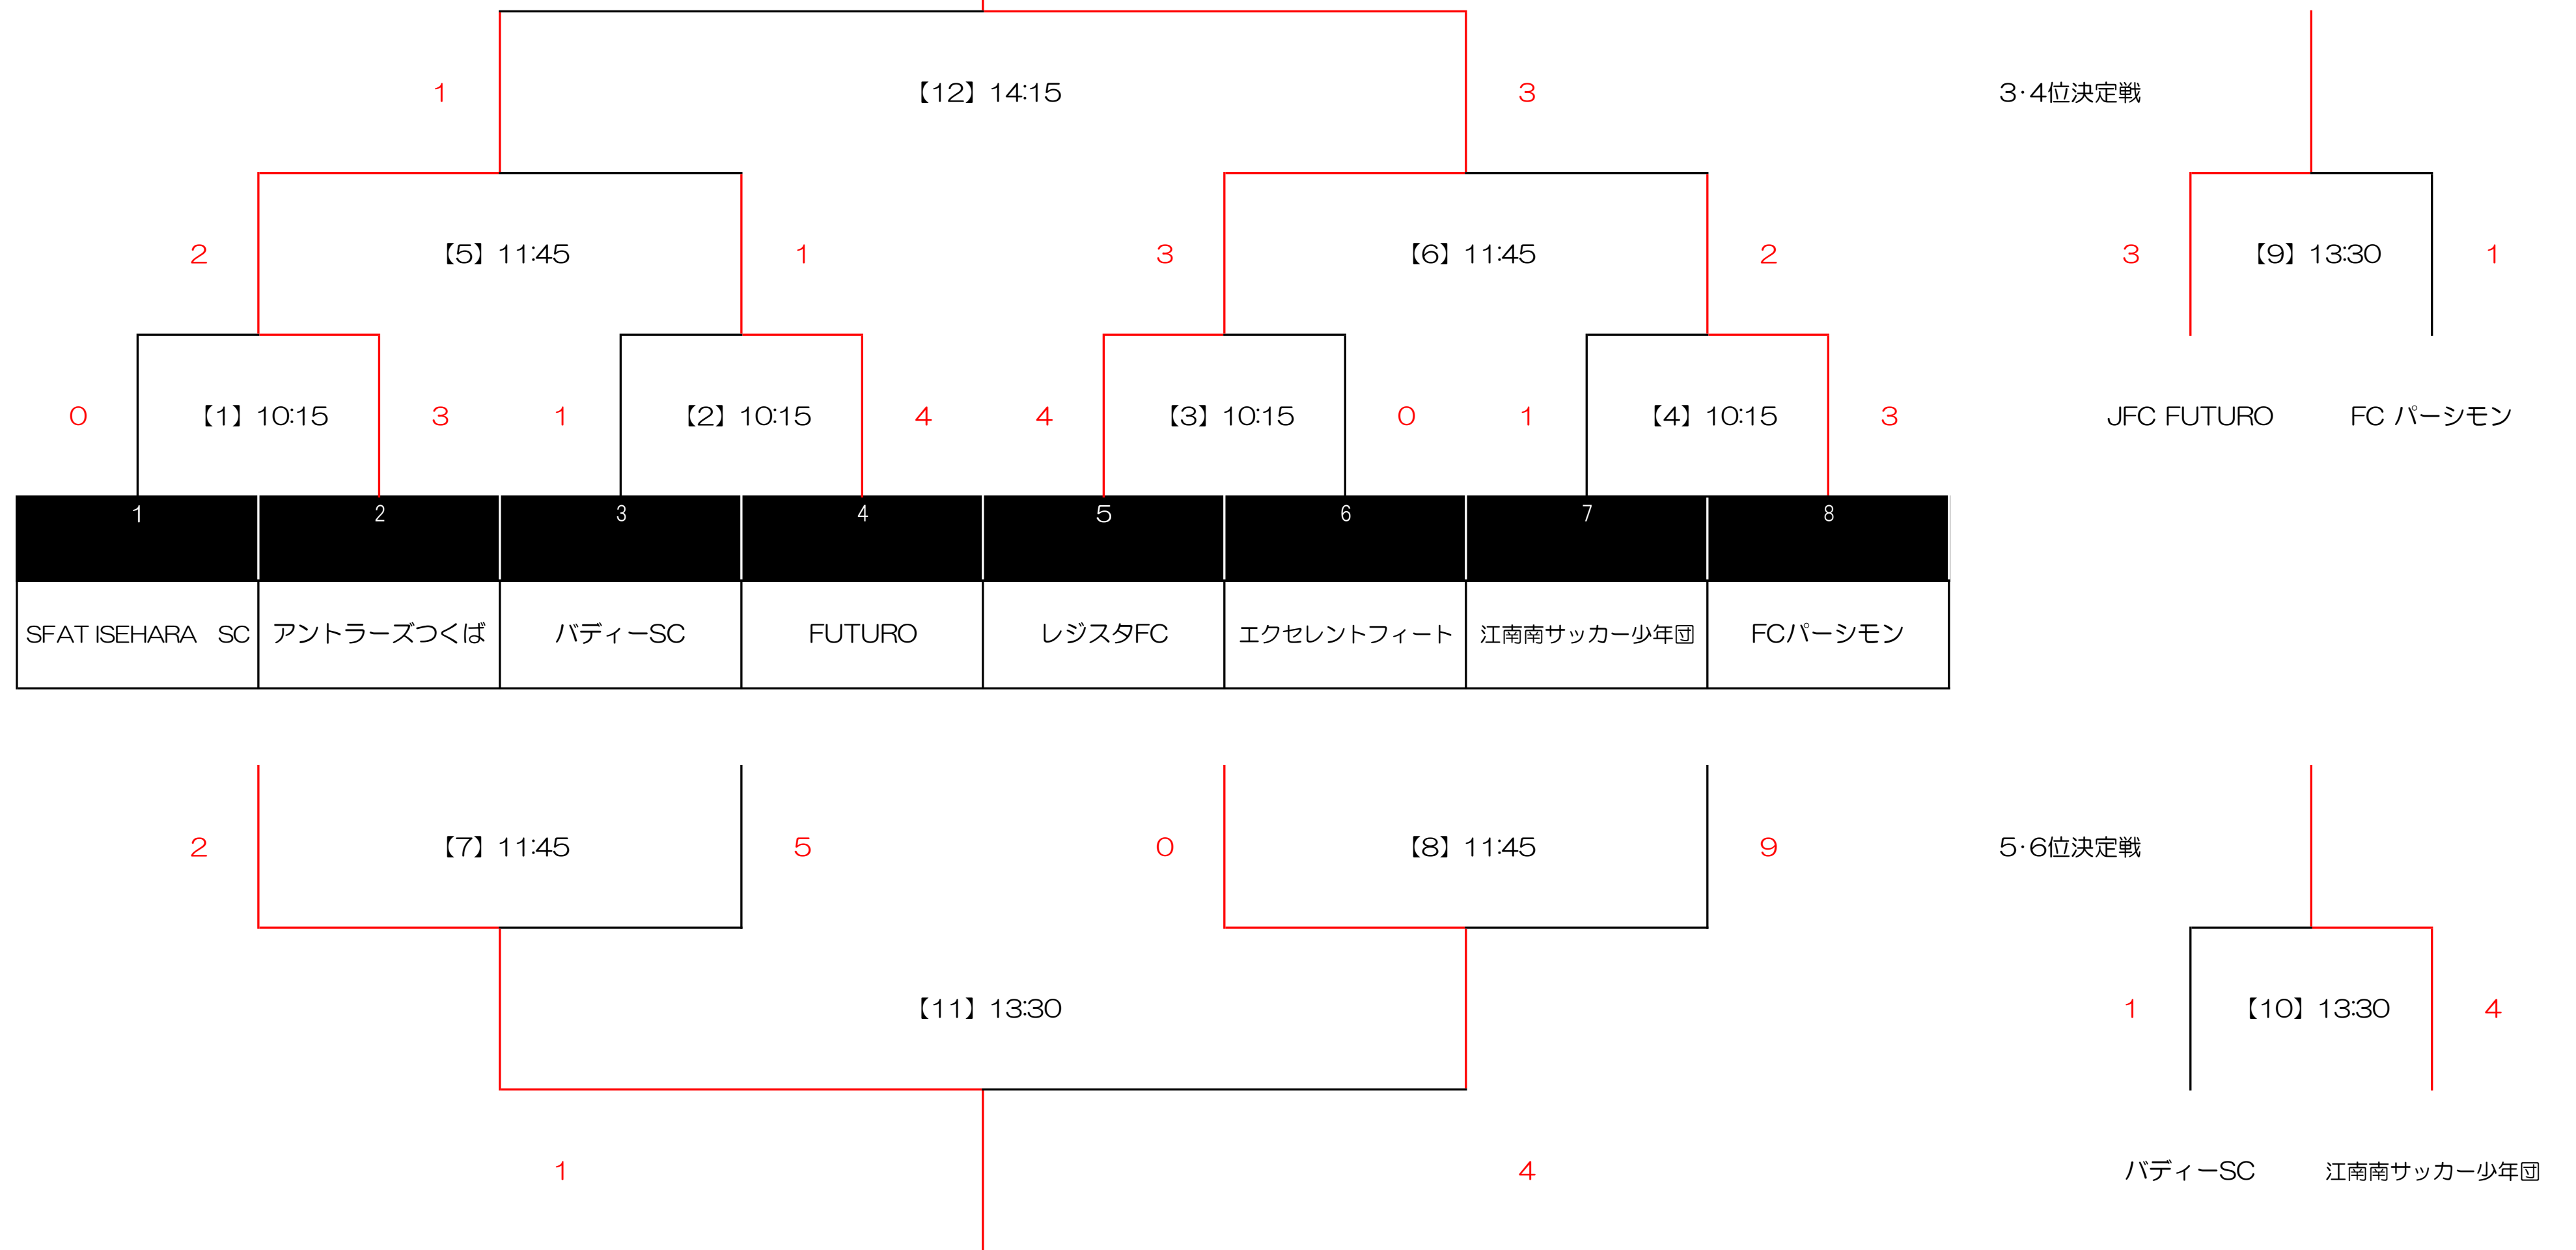 1 【12】14:15 3 3・4位決定戦
2 【5】11:45 1 3 【6】11:45 2 3 【9】13:30 1
0 【1】10:15 3 1 【2】10:15 4 4 【3】10:15 0 1 【4】10:15 3 JFC FUTURO FC パーシモン
1 2 3 4 5 6 7 8
SFAT ISEHARA　SC アントラーズつくば バディーSC FUTURO レジスタFC エクセレントフィート 江南南サッカー少年団 FCパーシモン
2 【7】11:45 5 0 【8】11:45 9 5・6位決定戦
【11】13:30 1 【10】13:30 4
1 4 バディーSC 江南南サッカー少年団